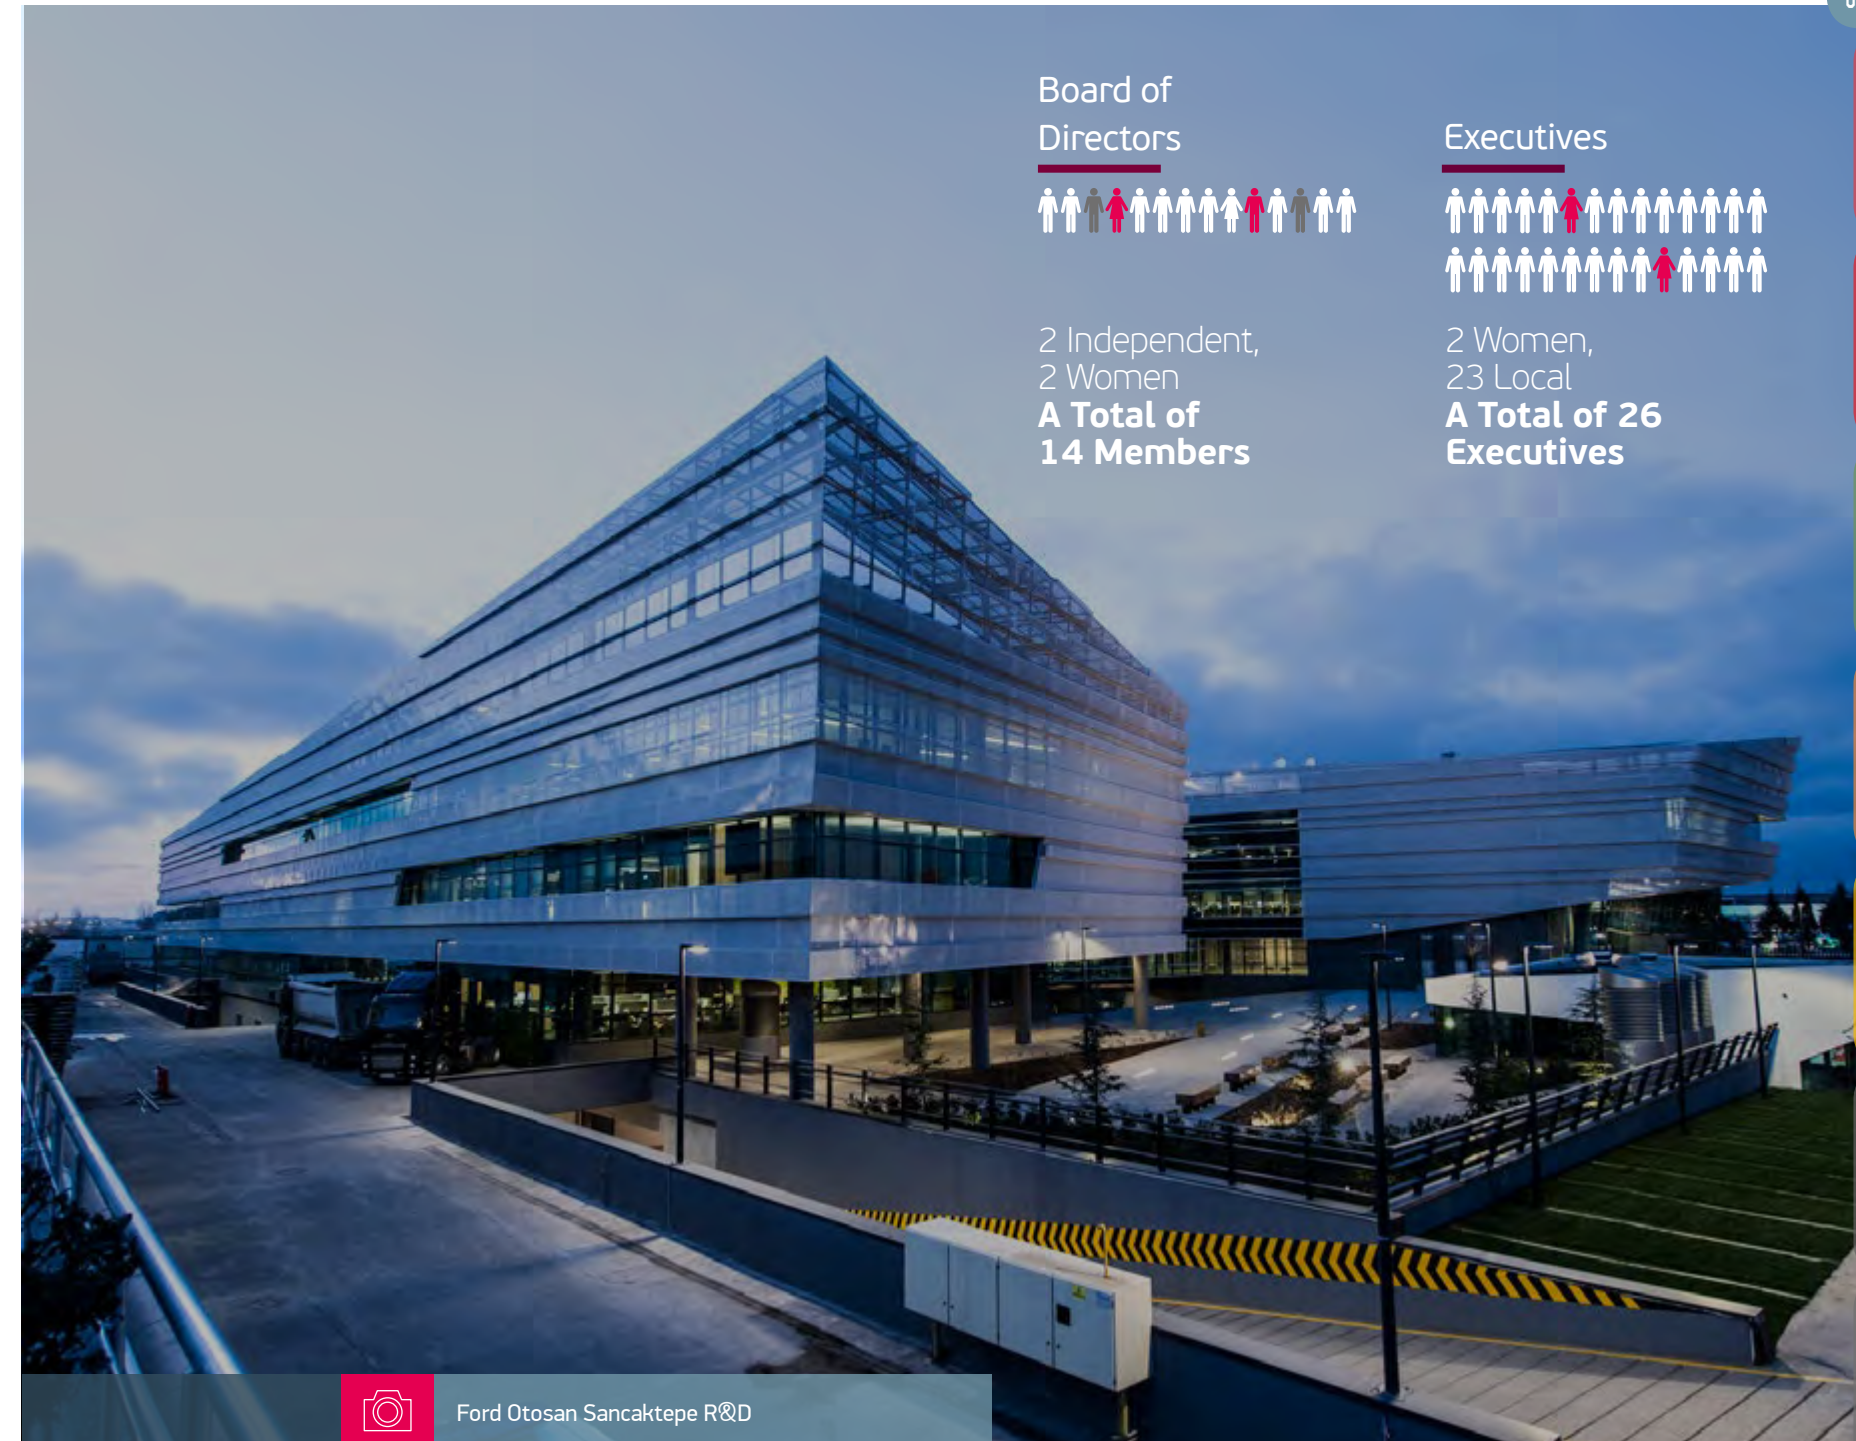 Board of
Directors
2 Independent,
2 Women
A Total of
14 Members
Executives
2 Women,
23 Local
A Total of 26
Executives
Ford Otosan Sancaktepe R&D